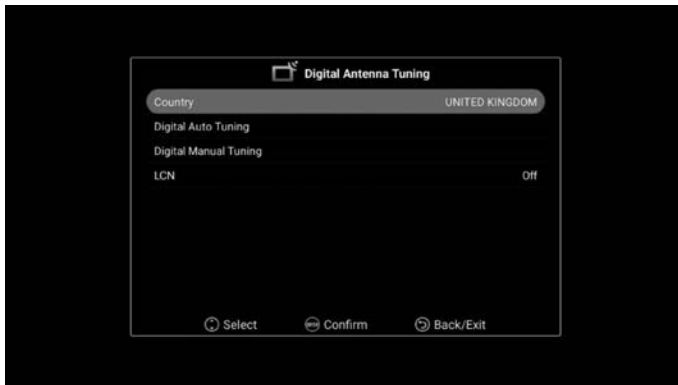 Digital Antenna Tuning
Country UNITED KINGDOM
Digital Auto Tuning
Digital Manual Tuning
LCN Off
Select Confirm Back/Exit